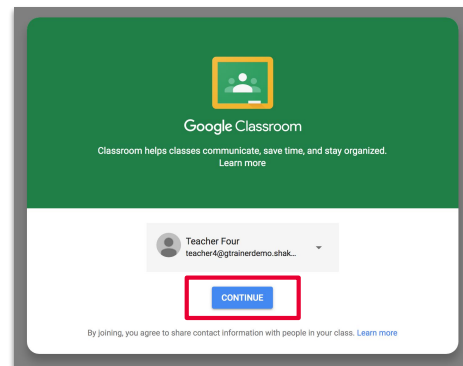 Google Classroom
Classroom helps classes communicate, save time, and stay organized.
Learn more
Teacher Four
teacher4@gtrainerdemo.shak...
CONTINUE
By joining, you agree to share contact information with people in your class. Learn more